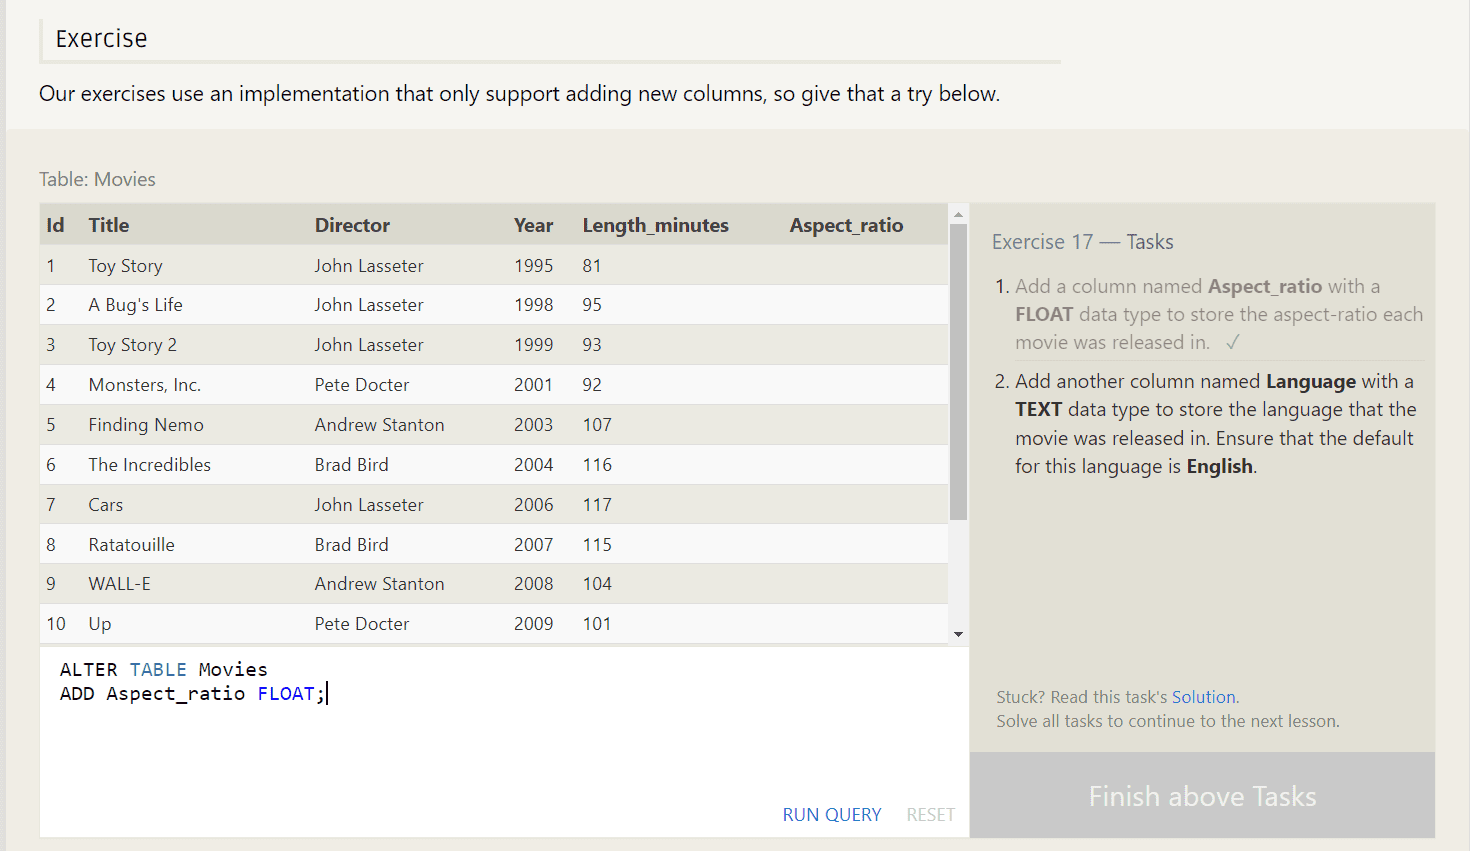 Exercise
Our exercises use an implementation that only support adding new columns, so give that a try below.
Table: Movies
Id Title Director Year Length_minutes Aspect_ratio
1 Toy Story John Lasseter 1995 81
2 A Bug's Life John Lasseter 1998 95
3 Toy Story 2 John Lasseter 1999 93
4 Monsters, Inc. Pete Docter 2001 92
5 Finding Nemo Andrew Stanton 2003 107
6 The Incredibles Brad Bird 2004 116
7 Cars John Lasseter 2006 117
8 Ratatouille Brad Bird 2007 115
9 WALL-E Andrew Stanton 2008 104
10 Up Pete Docter 2009 101
ALTER TABLE Movies
ADD Aspect_ratio FLOAT;
RUN QUERY RESET
Exercise 17 — Tasks
1. Add a column named Aspect_ratio with a
FLOAT data type to store the aspect-ratio each
movie was released in. ✓
2. Add another column named Language with a
TEXT data type to store the language that the
movie was released in. Ensure that the default
for this language is English.
Stuck? Read this task's Solution.
Solve all tasks to continue to the next lesson.
Finish above Tasks